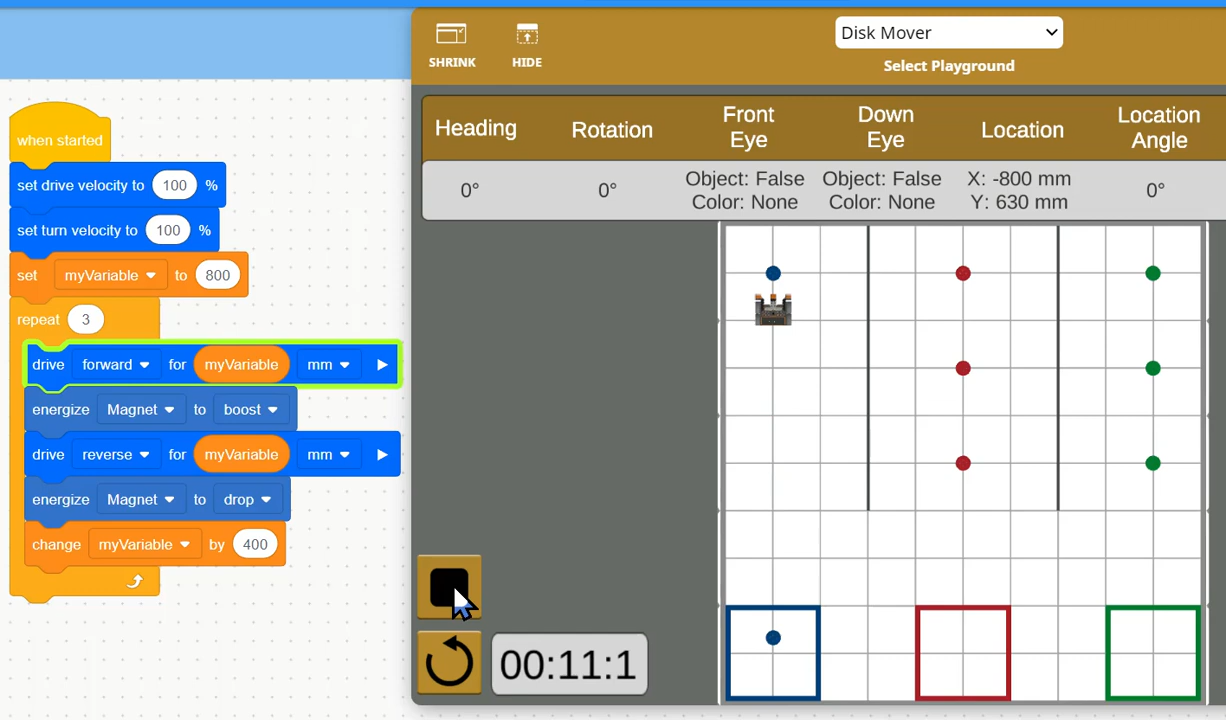 SHRINK
HIDE
Disk Mover
Select Playground
when started
set drive velocity to 100 %
set turn velocity to 100 %
set myVariable to 800
repeat 3
drive forward for myVariable mm
energize Magnet to boost
drive reverse for myVariable mm
energize Magnet to drop
change myVariable by 400
Heading Rotation Front Eye Down Eye Location Location Angle
0° 0° Object: False Object: False X: -800 mm 0°
Color: None Color: None Y: 630 mm
00:11:1